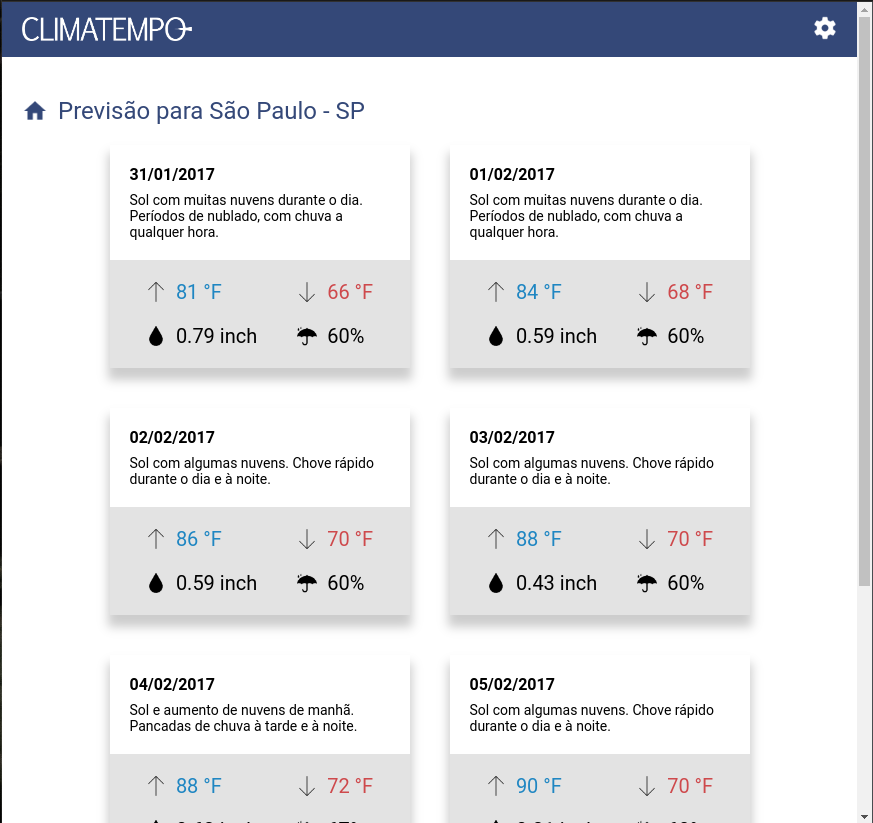 CLIMATEMPO
Previsão para São Paulo - SP
31/01/2017
Sol com muitas nuvens durante o dia.
Períodos de nublado, com chuva a
qualquer hora.
81 °F 66 °F
0.79 inch 60%
01/02/2017
Sol com muitas nuvens durante o dia.
Períodos de nublado, com chuva a
qualquer hora.
84 °F 68 °F
0.59 inch 60%
02/02/2017
Sol com algumas nuvens. Chove rápido
durante o dia e à noite.
86 °F 70 °F
0.59 inch 60%
03/02/2017
Sol com algumas nuvens. Chove rápido
durante o dia e à noite.
88 °F 70 °F
0.43 inch 60%
04/02/2017
Sol e aumento de nuvens de manhã.
Pancadas de chuva à tarde e à noite.
88 °F 72 °F
05/02/2017
Sol com algumas nuvens. Chove rápido
durante o dia e à noite.
90 °F 70 °F